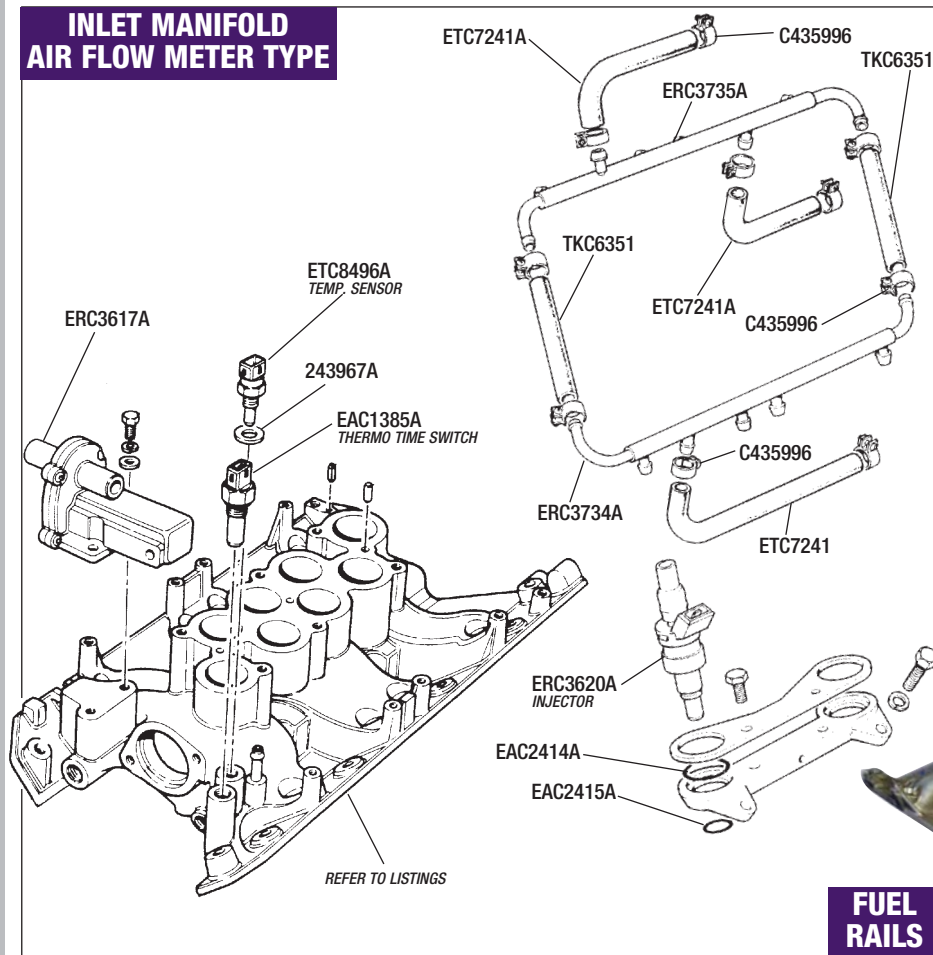 INLET MANIFOLD
AIR FLOW METER TYPE
ETC7241A
C435996
TKC6351
ERC3735A
TKC6351
ETC8496A
TEMP. SENSOR
ETC7241A
C435996
ERC3617A
243967A
EAC1385A
THERMO TIME SWITCH
C435996
ERC3734A
ETC7241
ERC3620A
INJECTOR
EAC2414A
EAC2415A
REFER TO LISTINGS
FUEL
RAILS